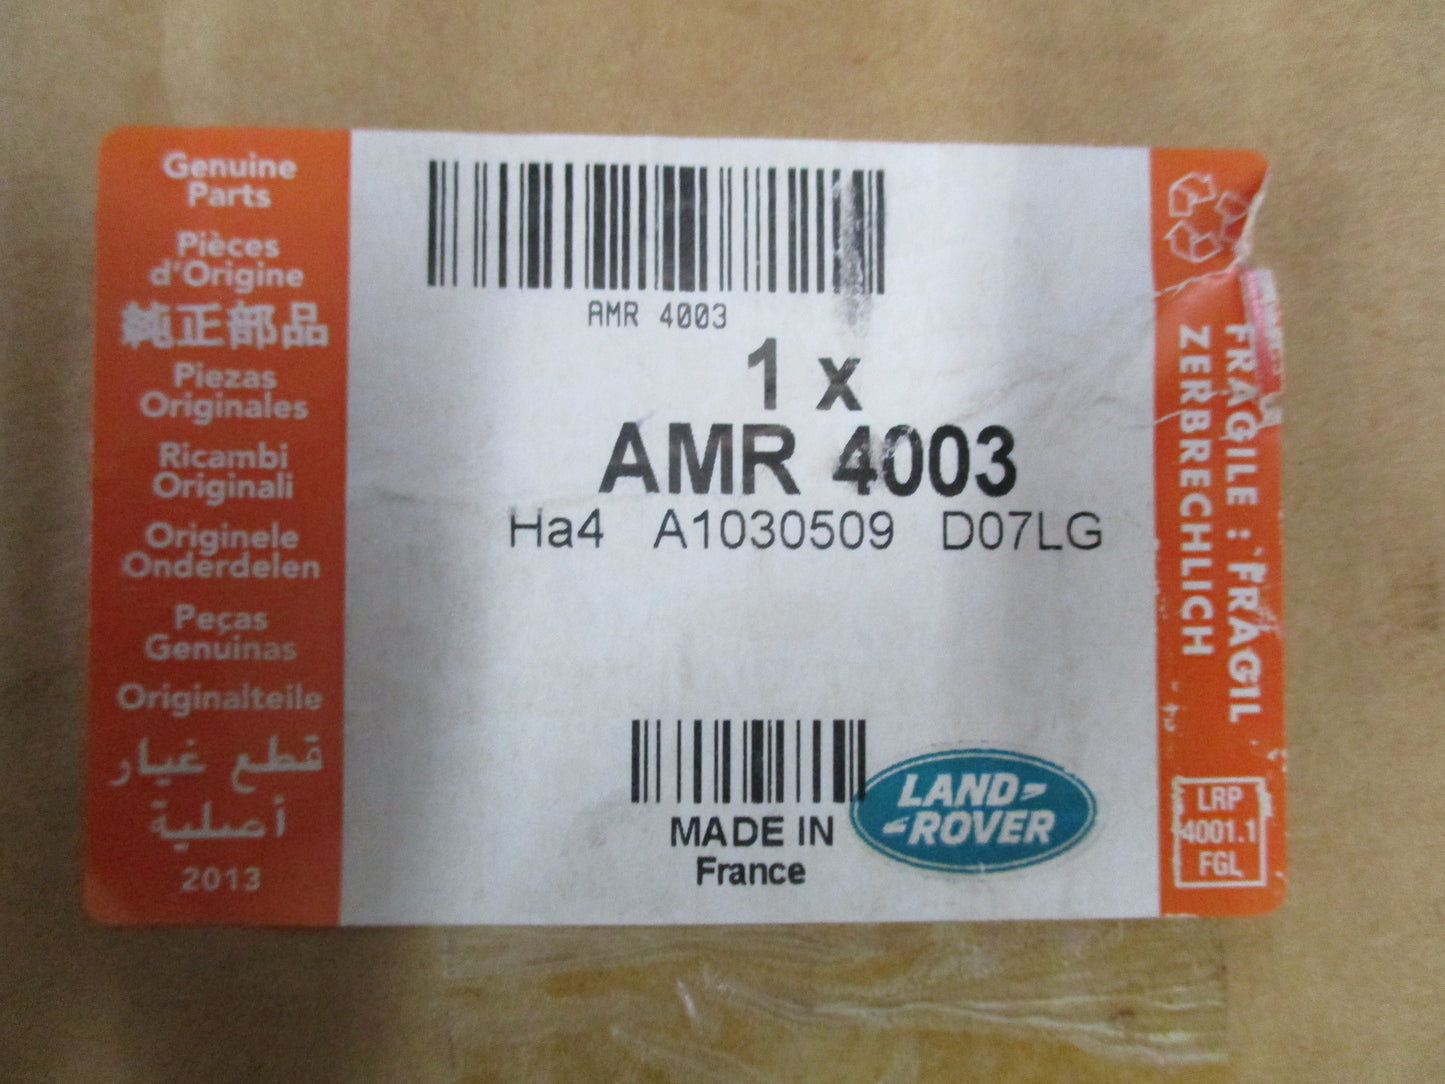 Genuine
Parts
Pièces
d'Origine
純正部品
Piezas
Originales
Ricambi
Originali
Originele
Onderdelen
Peças
Genuínas
Originalteile
قطع غيار
أصلية
2013
AMR 4003
1 x
AMR 4003
Ha4 A1030509 D07LG
MADE IN
France
LAND
ROVER
FRAGILE : FRÁGIL
ZERBRECHLICH
LRP
4001.1
FGL